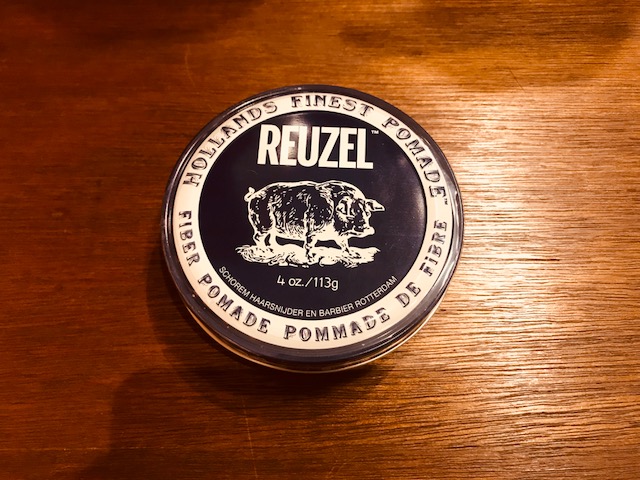 HOLLANDS FINEST POMADE™
REUZEL™
4 oz./113g
SCHOREM HAARSNIJDER EN BARBIER ROTTERDAM
FIBER POMADE POMMADE DE FIBRE